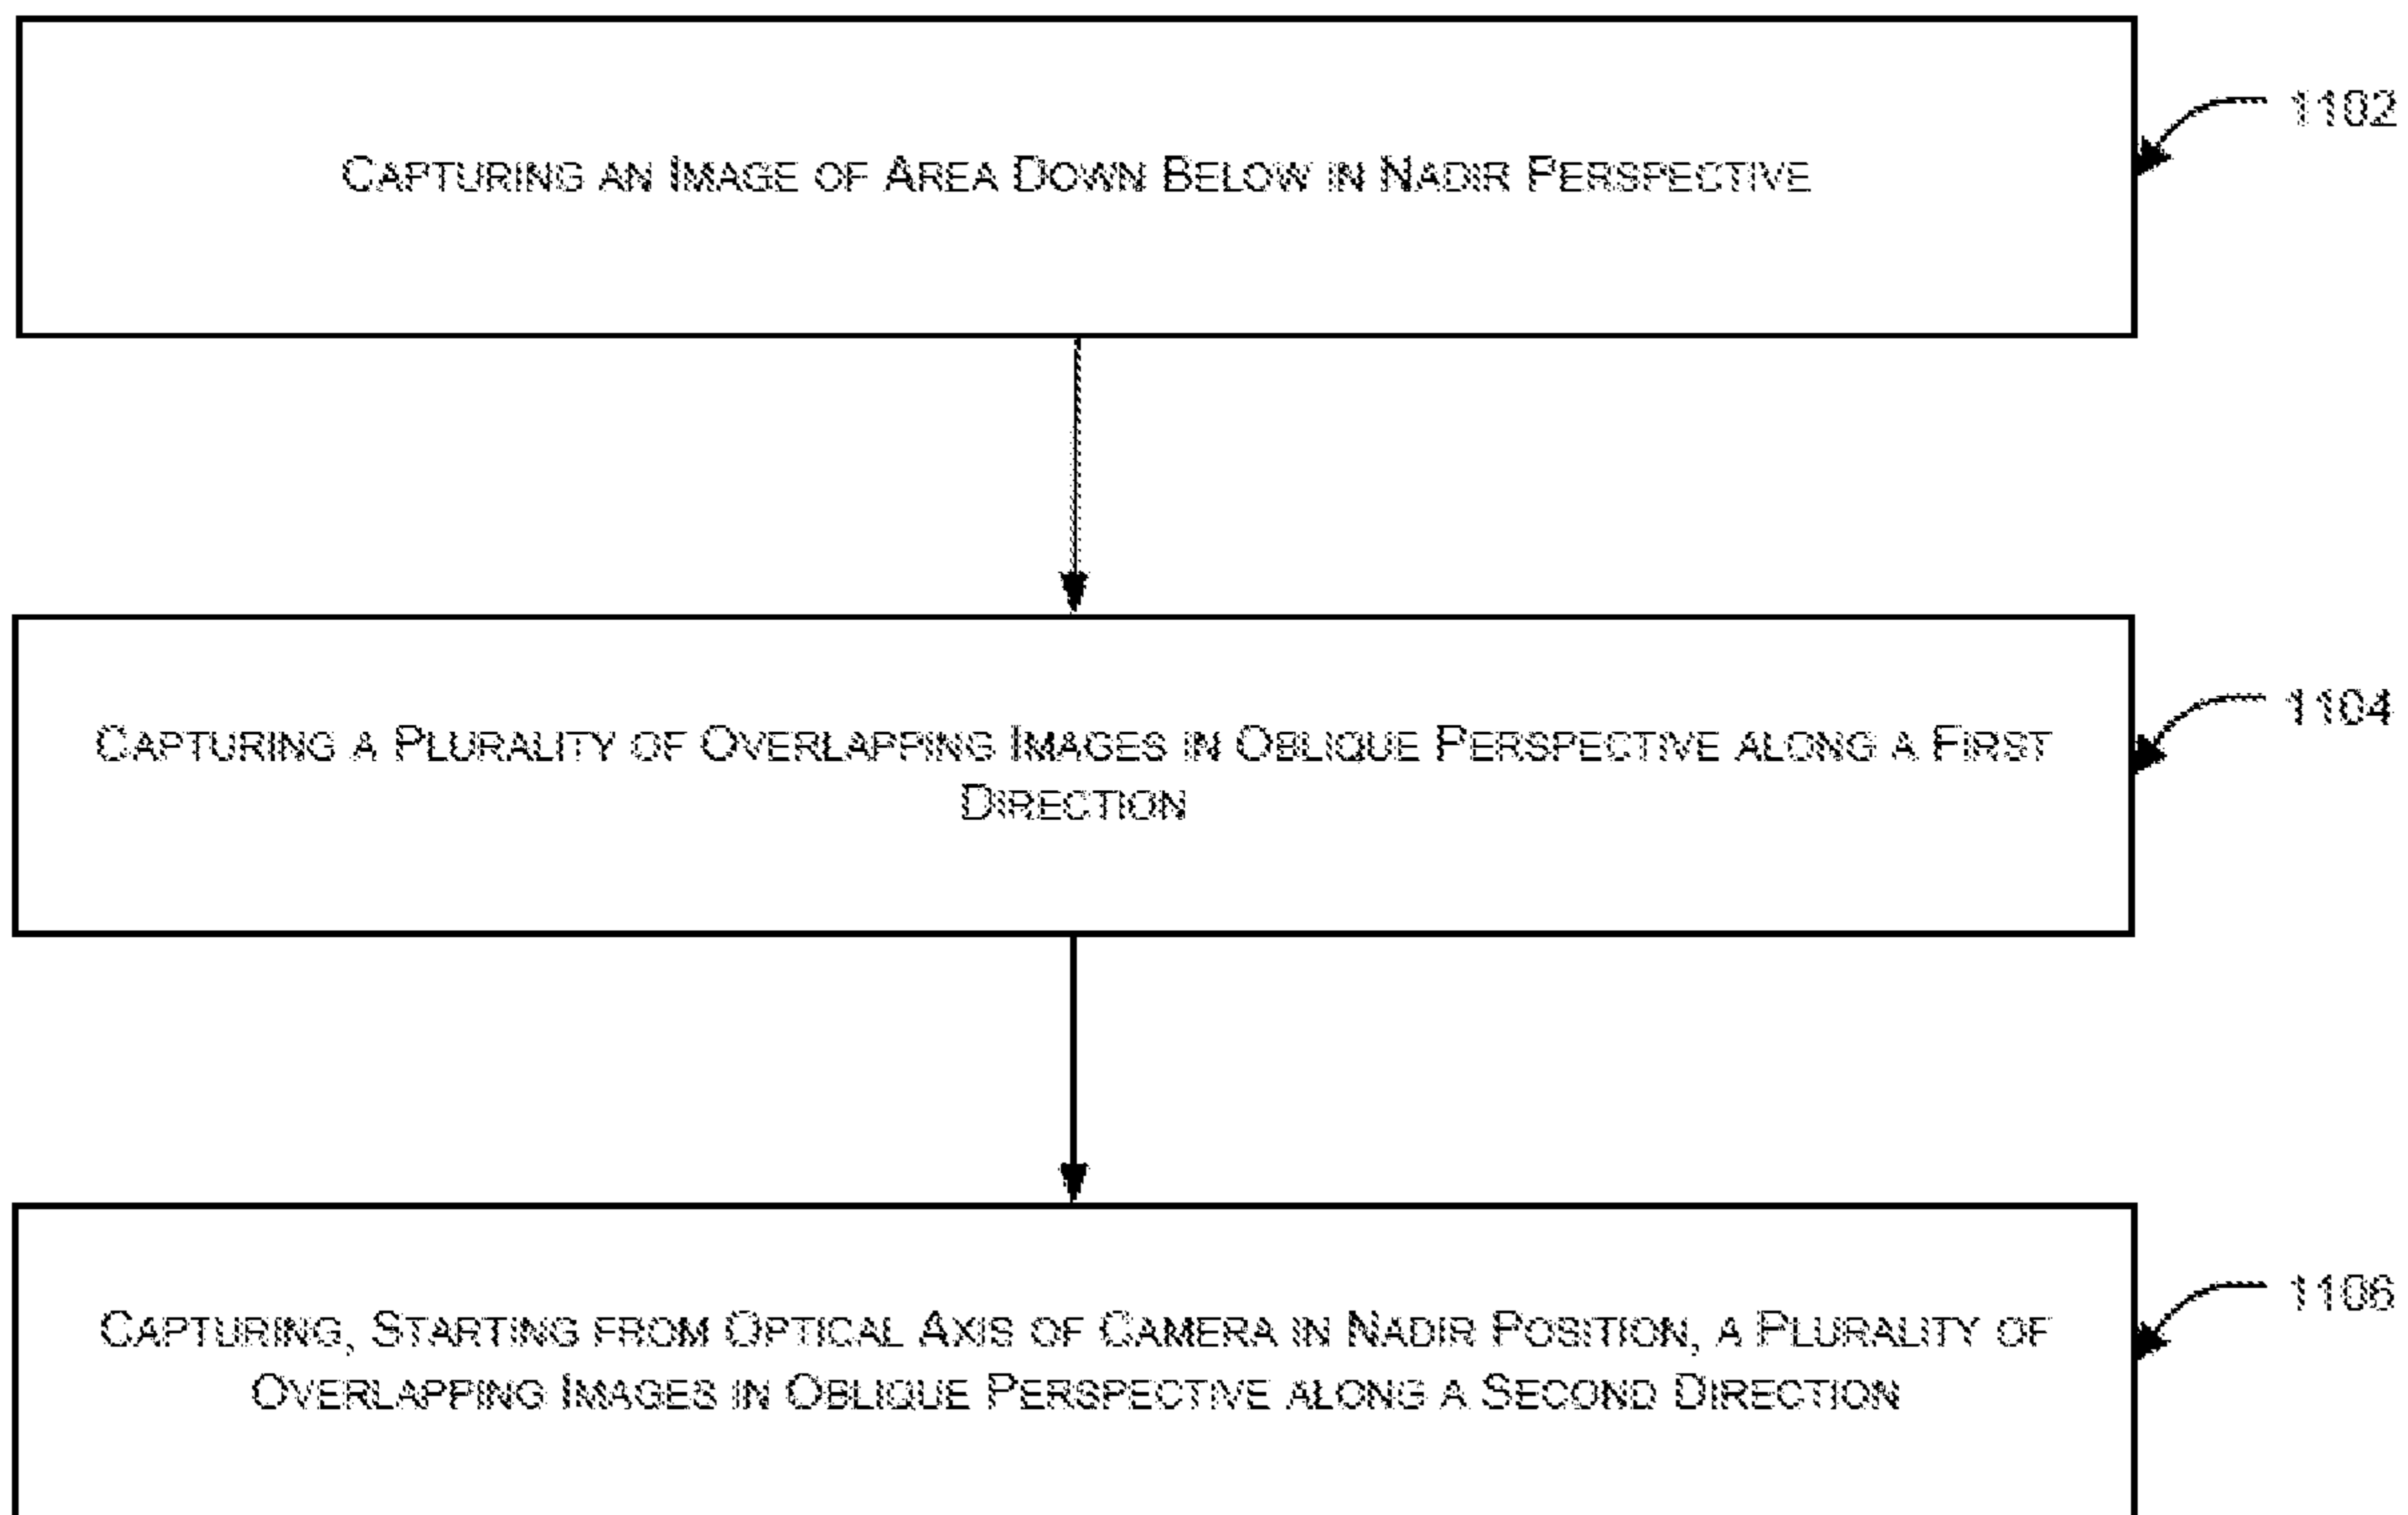 1102
CAPTURING AN IMAGE OF AREA DOWN BELOW IN NADIR PERSPECTIVE
1104
CAPTURING A PLURALITY OF OVERLAPPING IMAGES IN OBLIQUE PERSPECTIVE ALONG A FIRST
DIRECTION
1106
CAPTURING, STARTING FROM OPTICAL AXIS OF CAMERA IN NADIR POSITION, A PLURALITY OF
OVERLAPPING IMAGES IN OBLIQUE PERSPECTIVE ALONG A SECOND DIRECTION